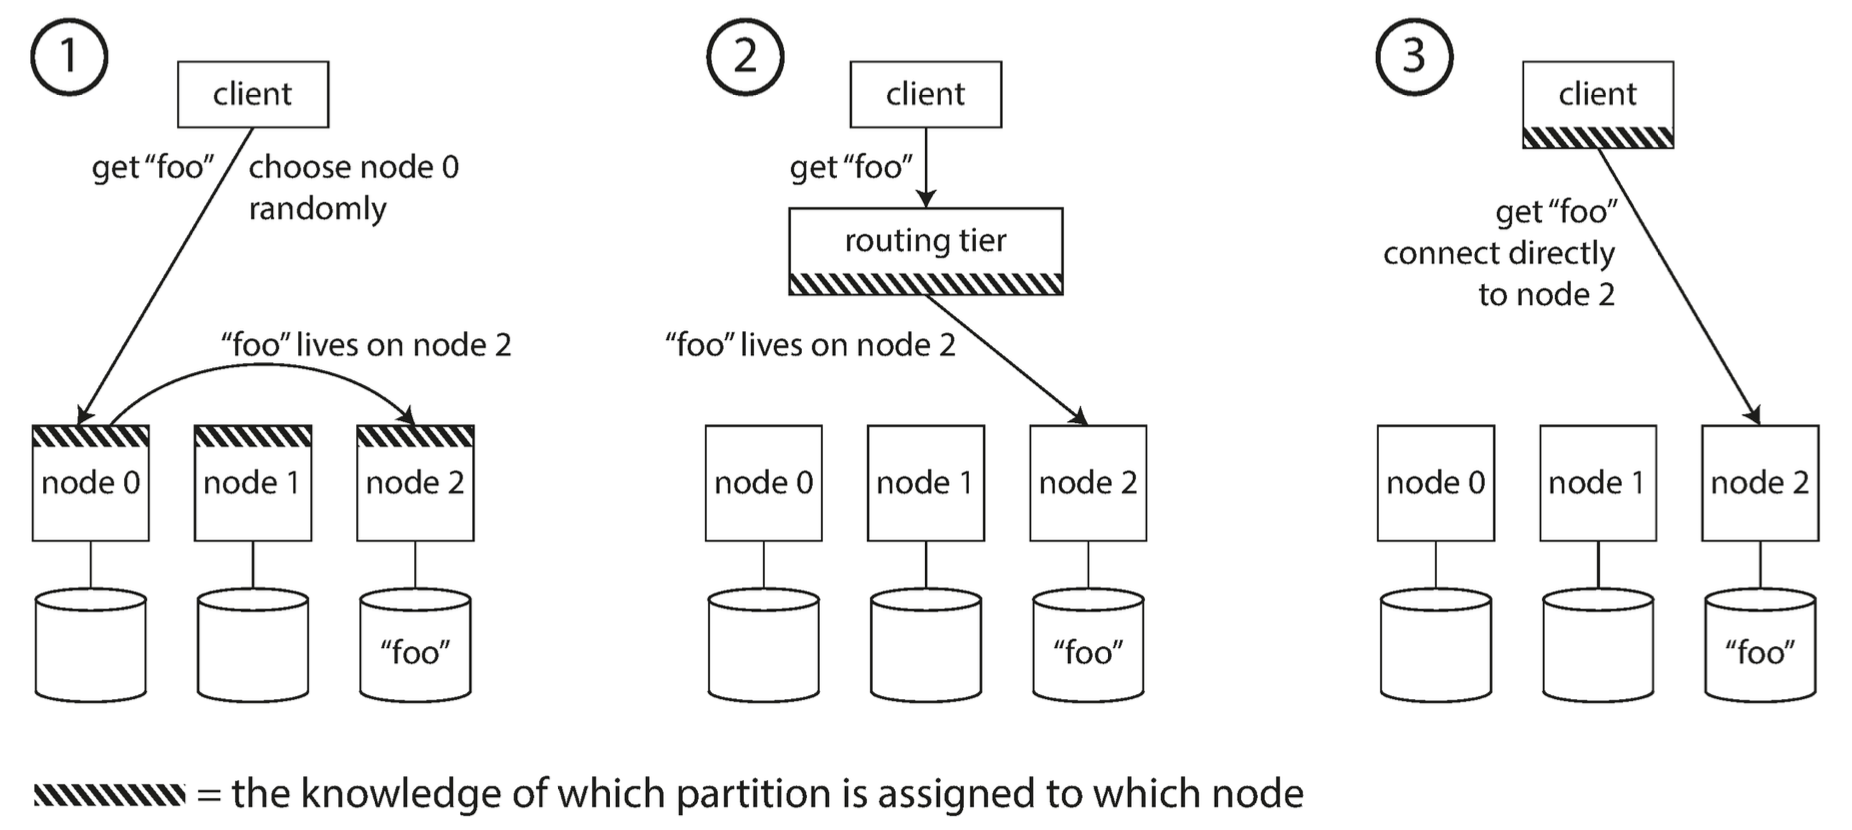 1
client
get “foo”
choose node 0
randomly
“foo” lives on node 2
node 0
node 1
node 2
“foo”
2
client
get “foo”
routing tier
“foo” lives on node 2
node 0
node 1
node 2
“foo”
3
client
get “foo”
connect directly
to node 2
node 0
node 1
node 2
“foo”
= the knowledge of which partition is assigned to which node